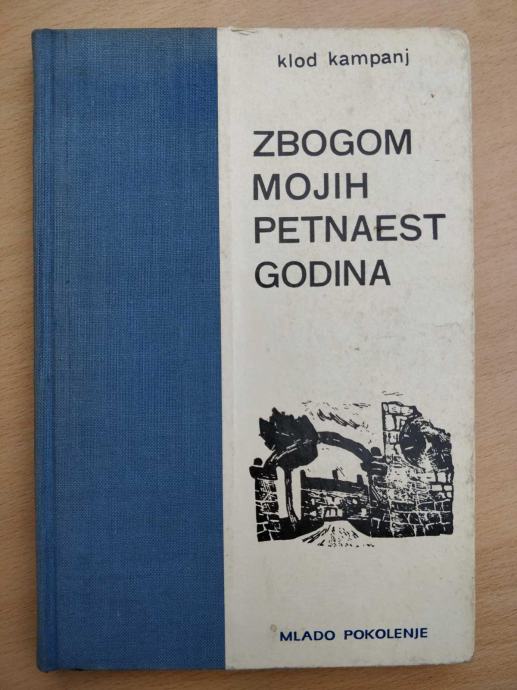 klod kampanj
ZBOGOM
MOJIH
PETNAEST
GODINA
MLADO POKOLENJE